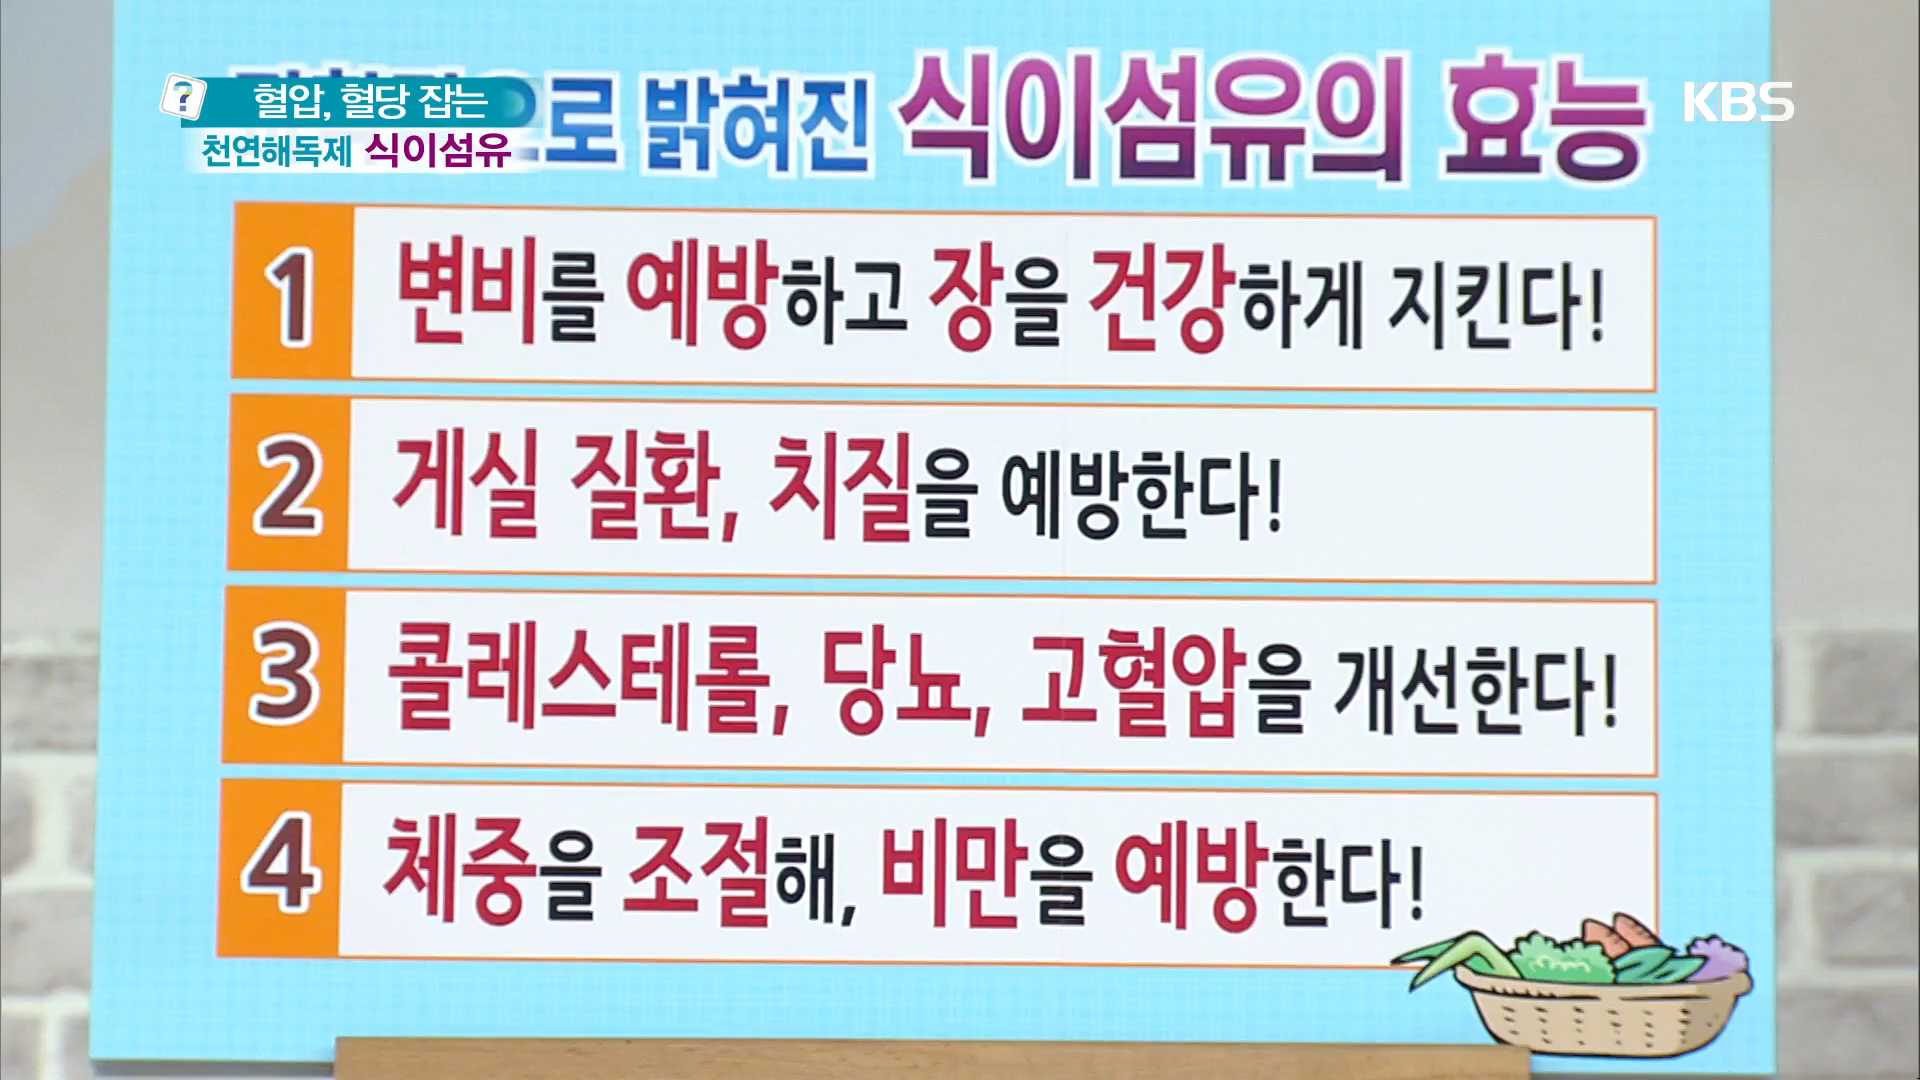 혈압, 혈당 잡는
천연해독제 식이섬유
밝혀진 식이섬유의 효능
KBS
1 변비를 예방하고 장을 건강하게 지킨다!
2 게실 질환, 치질을 예방한다!
3 콜레스테롤, 당뇨, 고혈압을 개선한다!
4 체중을 조절해, 비만을 예방한다!